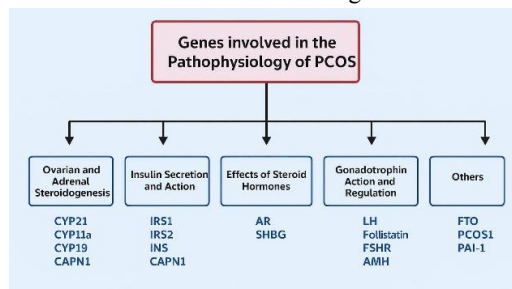 Genes involved in the
Pathophysiology of PCOS
Ovarian and
Adrenal
Steroidogenesis
Insulin Secretion
and Action
Effects of Steroid
Hormones
Gonadotrophin
Action and
Regulation
Others
CYP21
CYP11a
CYP19
CAPN1
IRS1
IRS2
INS
CAPN1
AR
SHBG
LH
Follistatin
FSHR
AMH
FTO
PCOS1
PAI-1